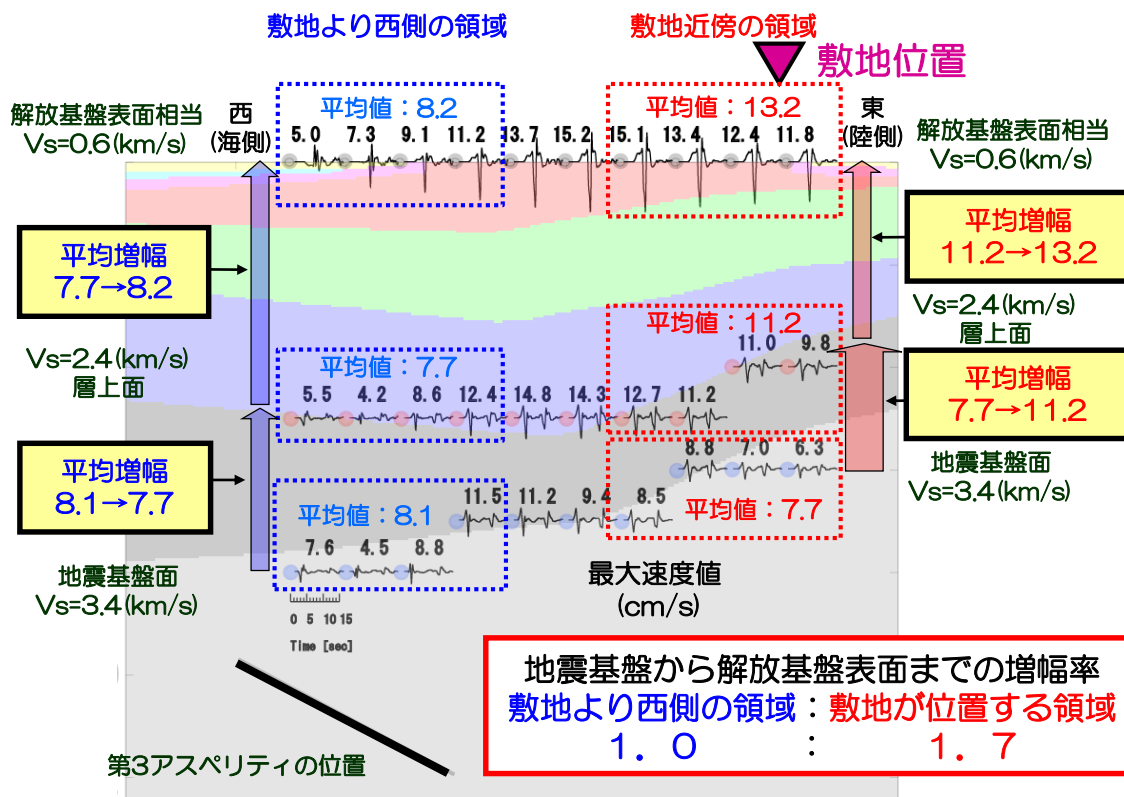 敷地より西側の領域
敷地近傍の領域
敷地位置
解放基盤表面相当
Vs=0.6(km/s)
西
(海側)
平均値：8.2
平均値：13.2
東
(陸側)
解放基盤表面相当
Vs=0.6(km/s)
5.0 7.3 9.1 11.2 13.7 15.2 15.1 13.4 12.4 11.8
平均増幅
7.7→8.2
平均増幅
11.2→13.2
Vs=2.4(km/s)
層上面
Vs=2.4(km/s)
層上面
平均値：7.7
平均値：11.2
11.0 9.8
5.5 4.2 8.6 12.4 14.8 14.3 12.7 11.2
平均増幅
7.7→11.2
平均増幅
8.1→7.7
8.8 7.0 6.3
地震基盤面
Vs=3.4(km/s)
平均値：8.1
11.5 11.2 9.4 8.5
平均値：7.7
7.6 4.5 8.8
地震基盤面
Vs=3.4(km/s)
最大速度値
(cm/s)
0 5 10 15
Time [sec]
地震基盤から解放基盤表面までの増幅率
敷地より西側の領域：敷地が位置する領域
１．０ ： １．７
第3アスペリティの位置